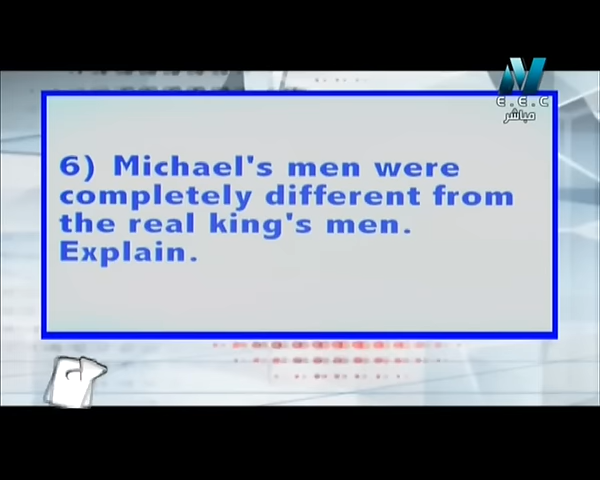 E.E.C
مباشر
6) Michael's men were
completely different from
the real king's men.
Explain.